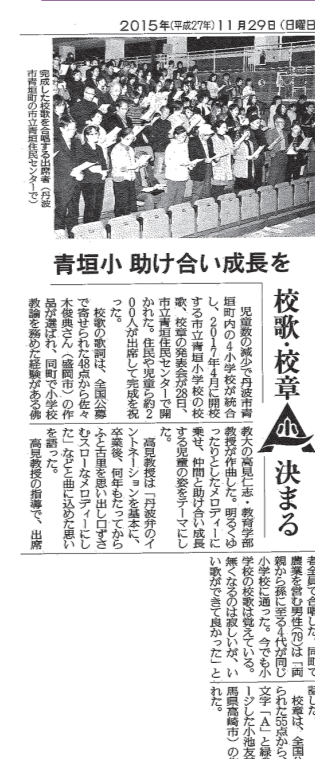 2015年(平成27年)11月29日(日曜日
完成した校歌を合唱する出席者(丹波
市青垣町の市立青垣住民センターで)
青垣小 助け合い成長を
校歌・校章 小 決まる
児童数の減少で丹波市青
垣町内の4小学校が統合
し、2017年4月に開校
する市立青垣小学校の校
歌、校章の発表会が28日、
市立青垣住民センターで開
かれた。住民や児童ら約2
00人が出席して完成を祝
った。
校歌の歌詞は、全国公募
で寄せられた48点から佐々
木俊典さん(盛岡市)の作
品が選ばれ、同町で小学校
教諭を務めた経験がある佛
教大の高見仁志・教育学部
教授が作曲した。明るくゆ
ったりとしたメロディーに
乗せ、仲間と助け合い成長
する児童の姿をテーマにし
た。
高見教授は「丹波弁のイ
ントネーションを基本に、
卒業後、何年もたってから
ふと古里を思い出し口ずさ
むスローなメロディーにし
た」などと曲に込めた思い
を語った。
高見教授の指導で、出席
者全員で合唱した。同町で
農業を営む男性(79)は「両
親から孫に至る4代が同じ
小学校に通った。今でも小
学校の校歌は覚えている。
無くなるのは寂しいが、い
い歌ができて良かった」と
話した。
校章は、全国公
られた55点から
文字「A」と緑
ージした小池友
馬県高崎市)の
れた。